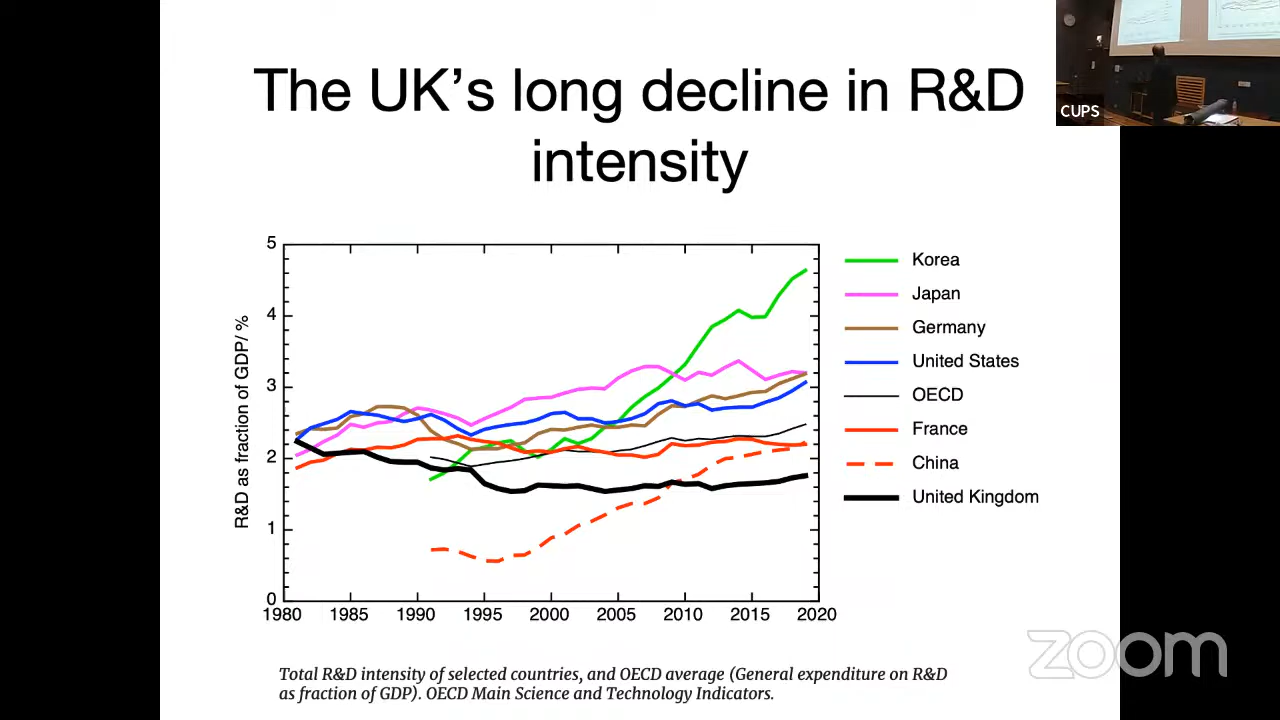 The UK's long decline in R&D
intensity
CUPS
R&D as fraction of GDP/ %
5
4
3
2
1
0
1980 1985 1990 1995 2000 2005 2010 2015 2020
Korea
Japan
Germany
United States
OECD
France
China
United Kingdom
Total R&D intensity of selected countries, and OECD average (General expenditure on R&D
as fraction of GDP). OECD Main Science and Technology Indicators.
zoom